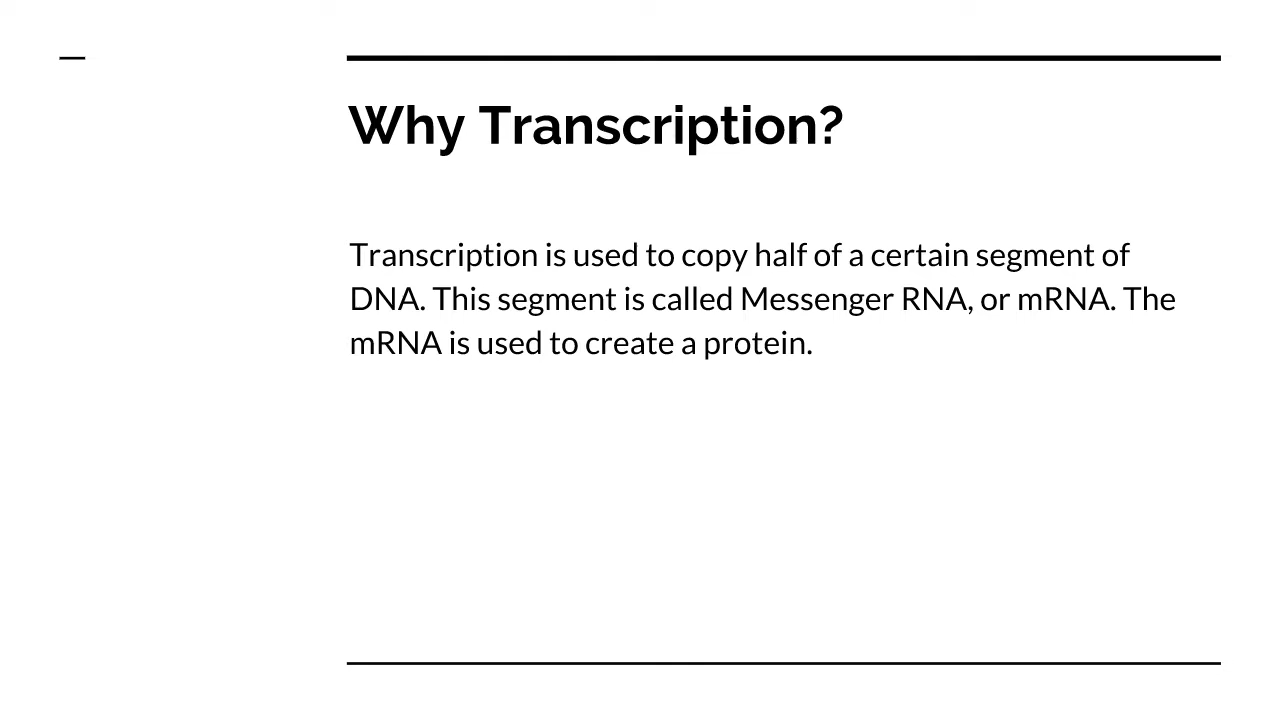 Why Transcription?
Transcription is used to copy half of a certain segment of
DNA. This segment is called Messenger RNA, or mRNA. The
mRNA is used to create a protein.